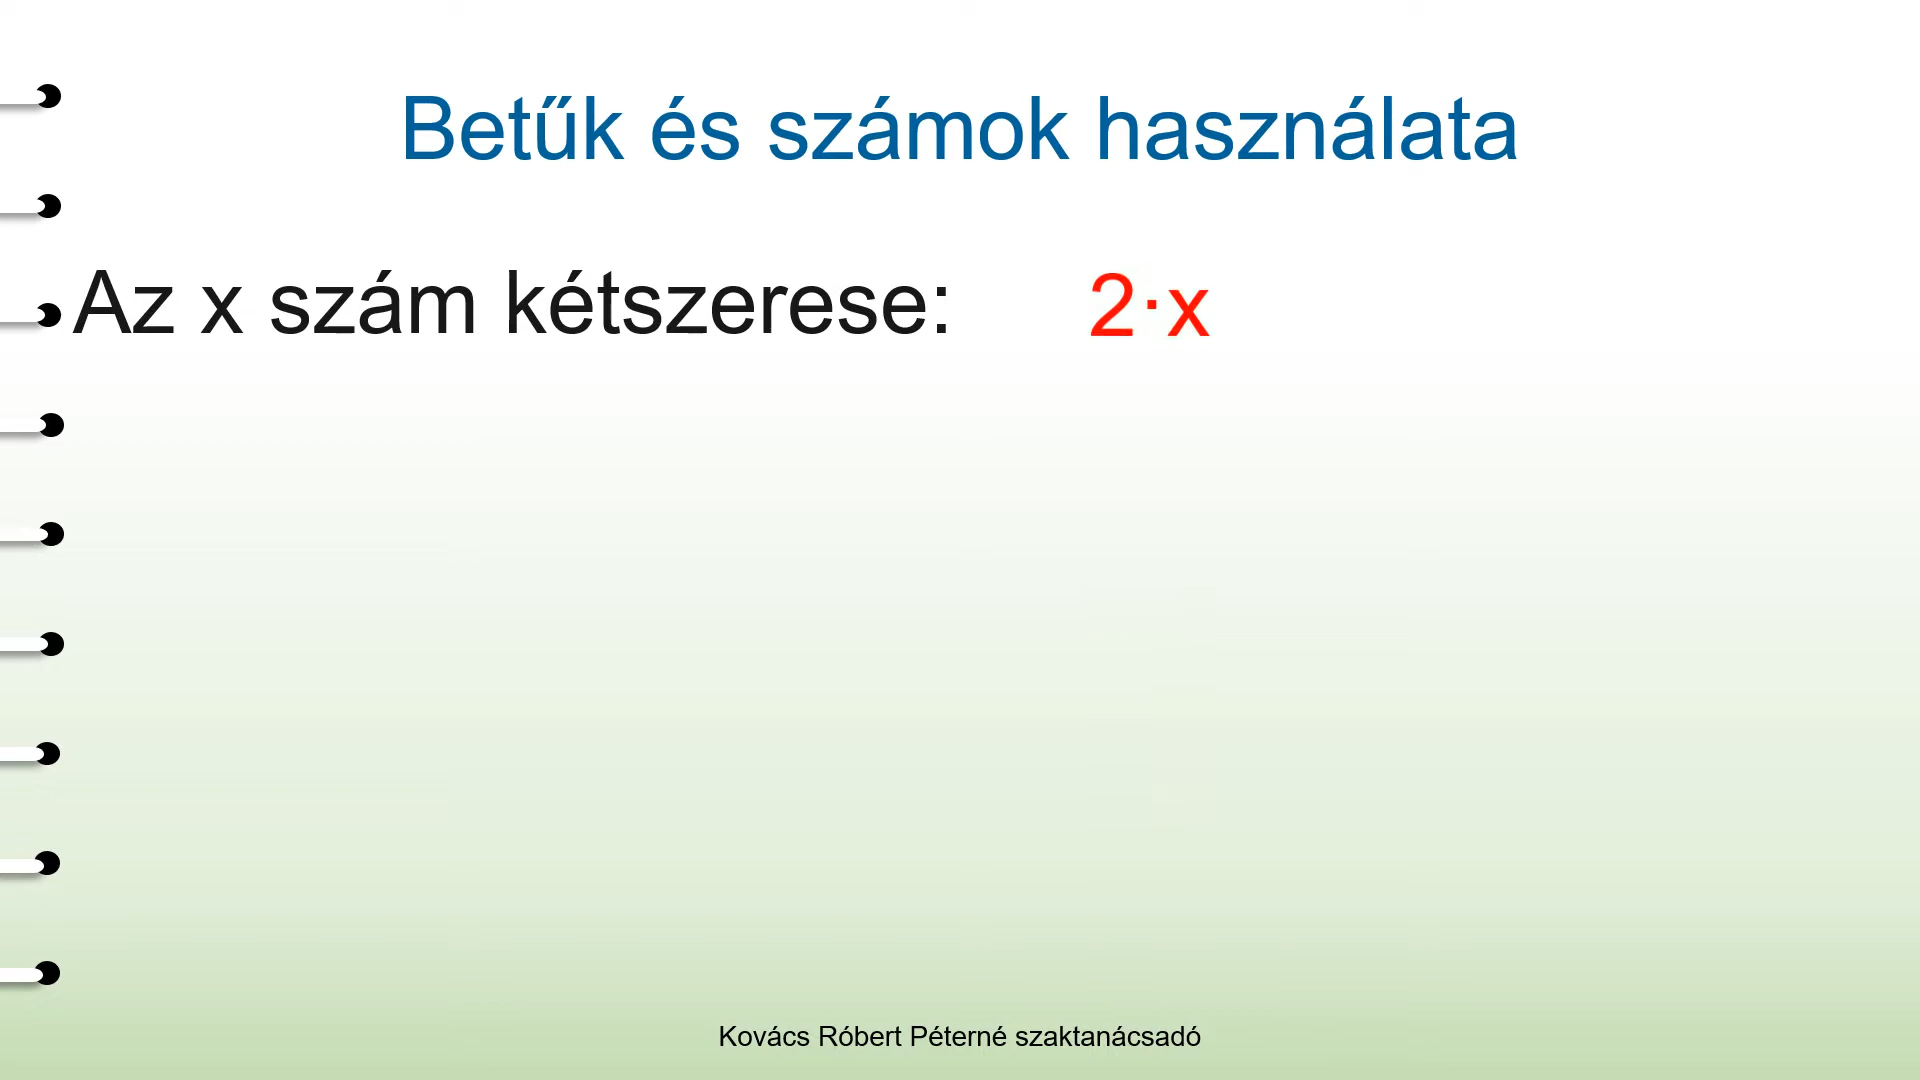 Betűk és számok használata
Az x szám kétszerese: 2·x
Kovács Róbert Péterné szaktanácsadó